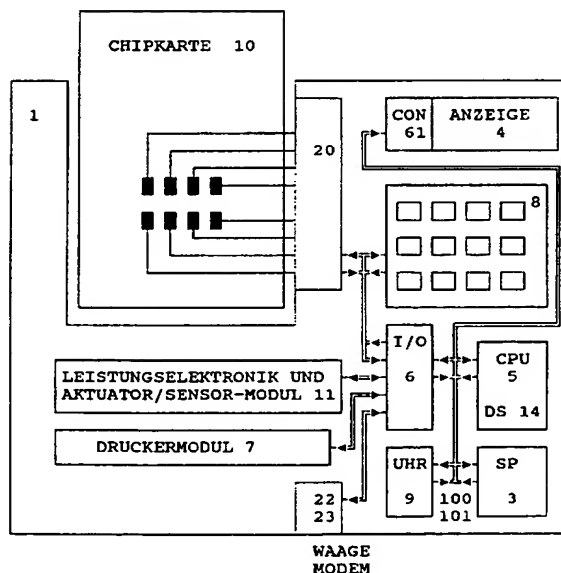 CHIPKARTE 10
1
20
CON 61
ANZEIGE 4
8
I/O 6
CPU 5
DS 14
LEISTUNGSELEKTRONIK UND
AKTUATOR/SENSOR-MODUL 11
DRUCKERMODUL 7
UHR 9
100
101
SP 3
22
23
WAAGE
MODEM